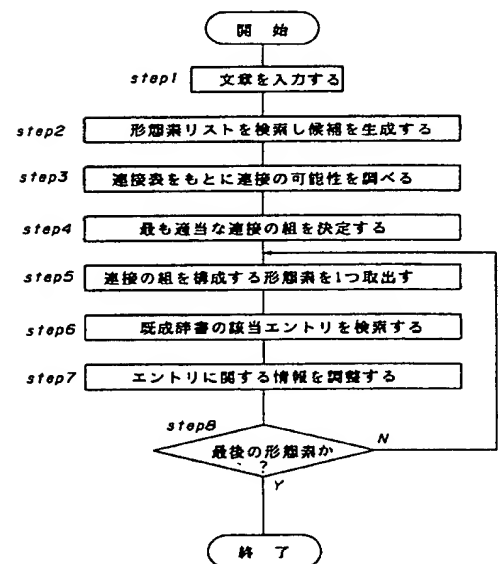 開始
step1
文章を入力する
step2
形態素リストを検索し候補を生成する
step3
連接表をもとに連接の可能性を調べる
step4
最も適当な連接の組を決定する
step5
連接の組を構成する形態素を1つ取出す
step6
既成辞書の該当エントリを検索する
step7
エントリに関する情報を調整する
step8
最後の形態素か
?
N
Y
終了